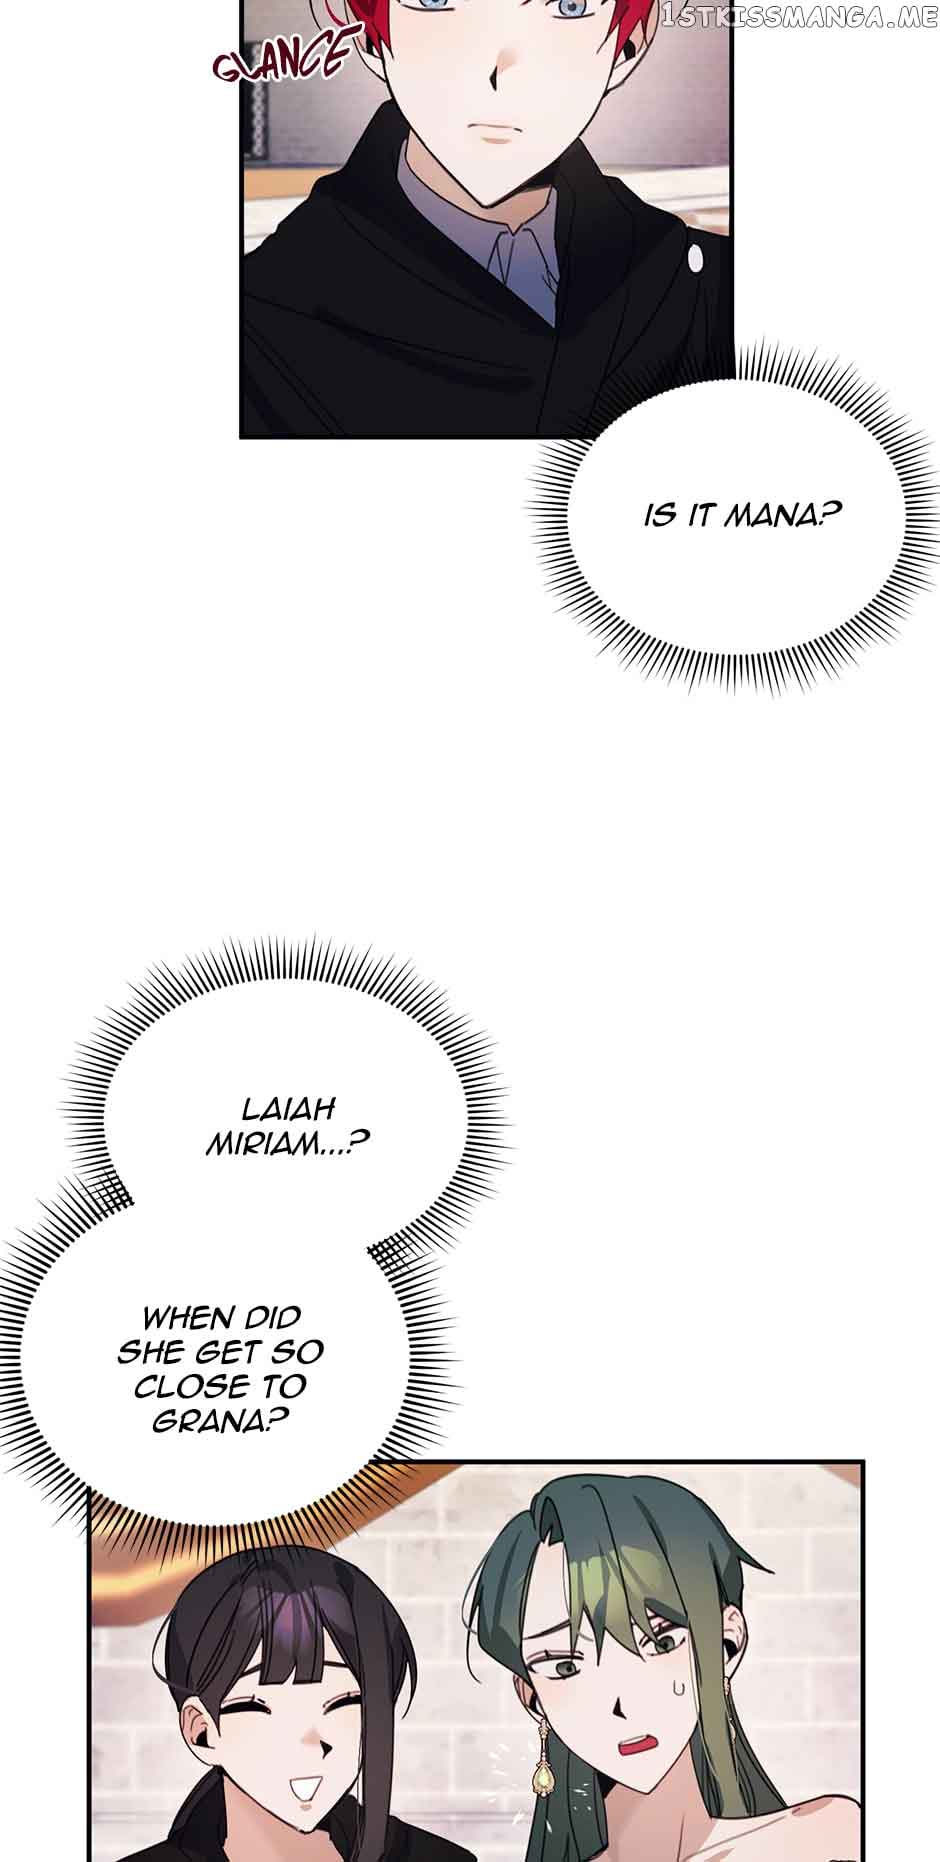 1STKISSMANGA.ME
GLANCE
IS IT MANA?
LAIAH
MIRIAM...?
WHEN DID
SHE GET SO
CLOSE TO
GRANA?